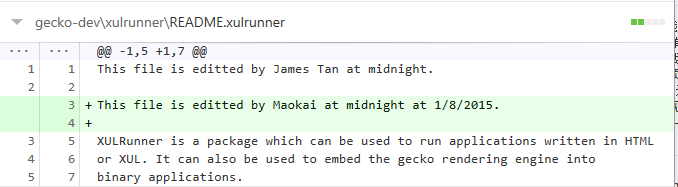 gecko-dev\xulrunner\README.xulrunner
... ... @@ -1,5 +1,7 @@
1 1 This file is editted by James Tan at midnight.
2 2
3 + This file is editted by Maokai at midnight at 1/8/2015.
4 +
3 5 XULRunner is a package which can be used to run applications written in HTML
4 6 or XUL. It can also be used to embed the gecko rendering engine into
5 7 binary applications.